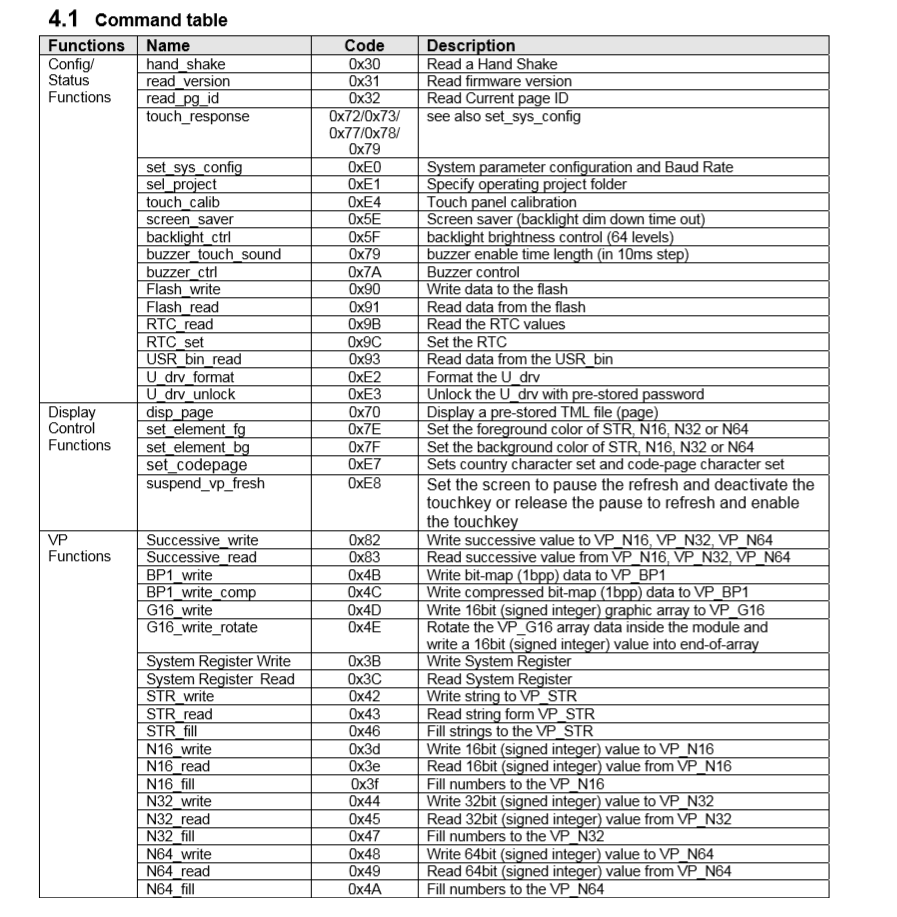 4.1 Command table
Functions Name Code Description
Config/ hand_shake 0x30 Read a Hand Shake
Status read_version 0x31 Read firmware version
Functions read_pg_id 0x32 Read Current page ID
touch_response 0x72/0x73/ see also set_sys_config
0x77/0x78/
0x79
set_sys_config 0xE0 System parameter configuration and Baud Rate
sel_project 0xE1 Specify operating project folder
touch_calib 0xE4 Touch panel calibration
screen_saver 0x5E Screen saver (backlight dim down time out)
backlight_ctrl 0x5F backlight brightness control (64 levels)
buzzer_touch_sound 0x79 buzzer enable time length (in 10ms step)
buzzer_ctrl 0x7A Buzzer control
Flash_write 0x90 Write data to the flash
Flash_read 0x91 Read data from the flash
RTC_read 0x9B Read the RTC values
RTC_set 0x9C Set the RTC
USR_bin_read 0x93 Read data from the USR_bin
U_drv_format 0xE2 Format the U_drv
U_drv_unlock 0xE3 Unlock the U_drv with pre-stored password
Display disp_page 0x70 Display a pre-stored TML file (page)
Control set_element_fg 0x7E Set the foreground color of STR, N16, N32 or N64
Functions set_element_bg 0x7F Set the background color of STR, N16, N32 or N64
set_codepage 0xE7 Sets country character set and code-page character set
suspend_vp_fresh 0xE8 Set the screen to pause the refresh and deactivate the
touchkey or release the pause to refresh and enable
the touchkey
VP Successive_write 0x82 Write successive value to VP_N16, VP_N32, VP_N64
Functions Successive_read 0x83 Read successive value from VP_N16, VP_N32, VP_N64
BP1_write 0x4B Write bit-map (1bpp) data to VP_BP1
BP1_write_comp 0x4C Write compressed bit-map (1bpp) data to VP_BP1
G16_write 0x4D Write 16bit (signed integer) graphic array to VP_G16
G16_write_rotate 0x4E Rotate the VP_G16 array data inside the module and
write a 16bit (signed integer) value into end-of-array
System Register Write 0x3B Write System Register
System Register Read 0x3C Read System Register
STR_write 0x42 Write string to VP_STR
STR_read 0x43 Read string form VP_STR
STR_fill 0x46 Fill strings to the VP_STR
N16_write 0x3d Write 16bit (signed integer) value to VP_N16
N16_read 0x3e Read 16bit (signed integer) value from VP_N16
N16_fill 0x3f Fill numbers to the VP_N16
N32_write 0x44 Write 32bit (signed integer) value to VP_N32
N32_read 0x45 Read 32bit (signed integer) value from VP_N32
N32_fill 0x47 Fill numbers to the VP_N32
N64_write 0x48 Write 64bit (signed integer) value to VP_N64
N64_read 0x49 Read 64bit (signed integer) value from VP_N64
N64_fill 0x4A Fill numbers to the VP_N64